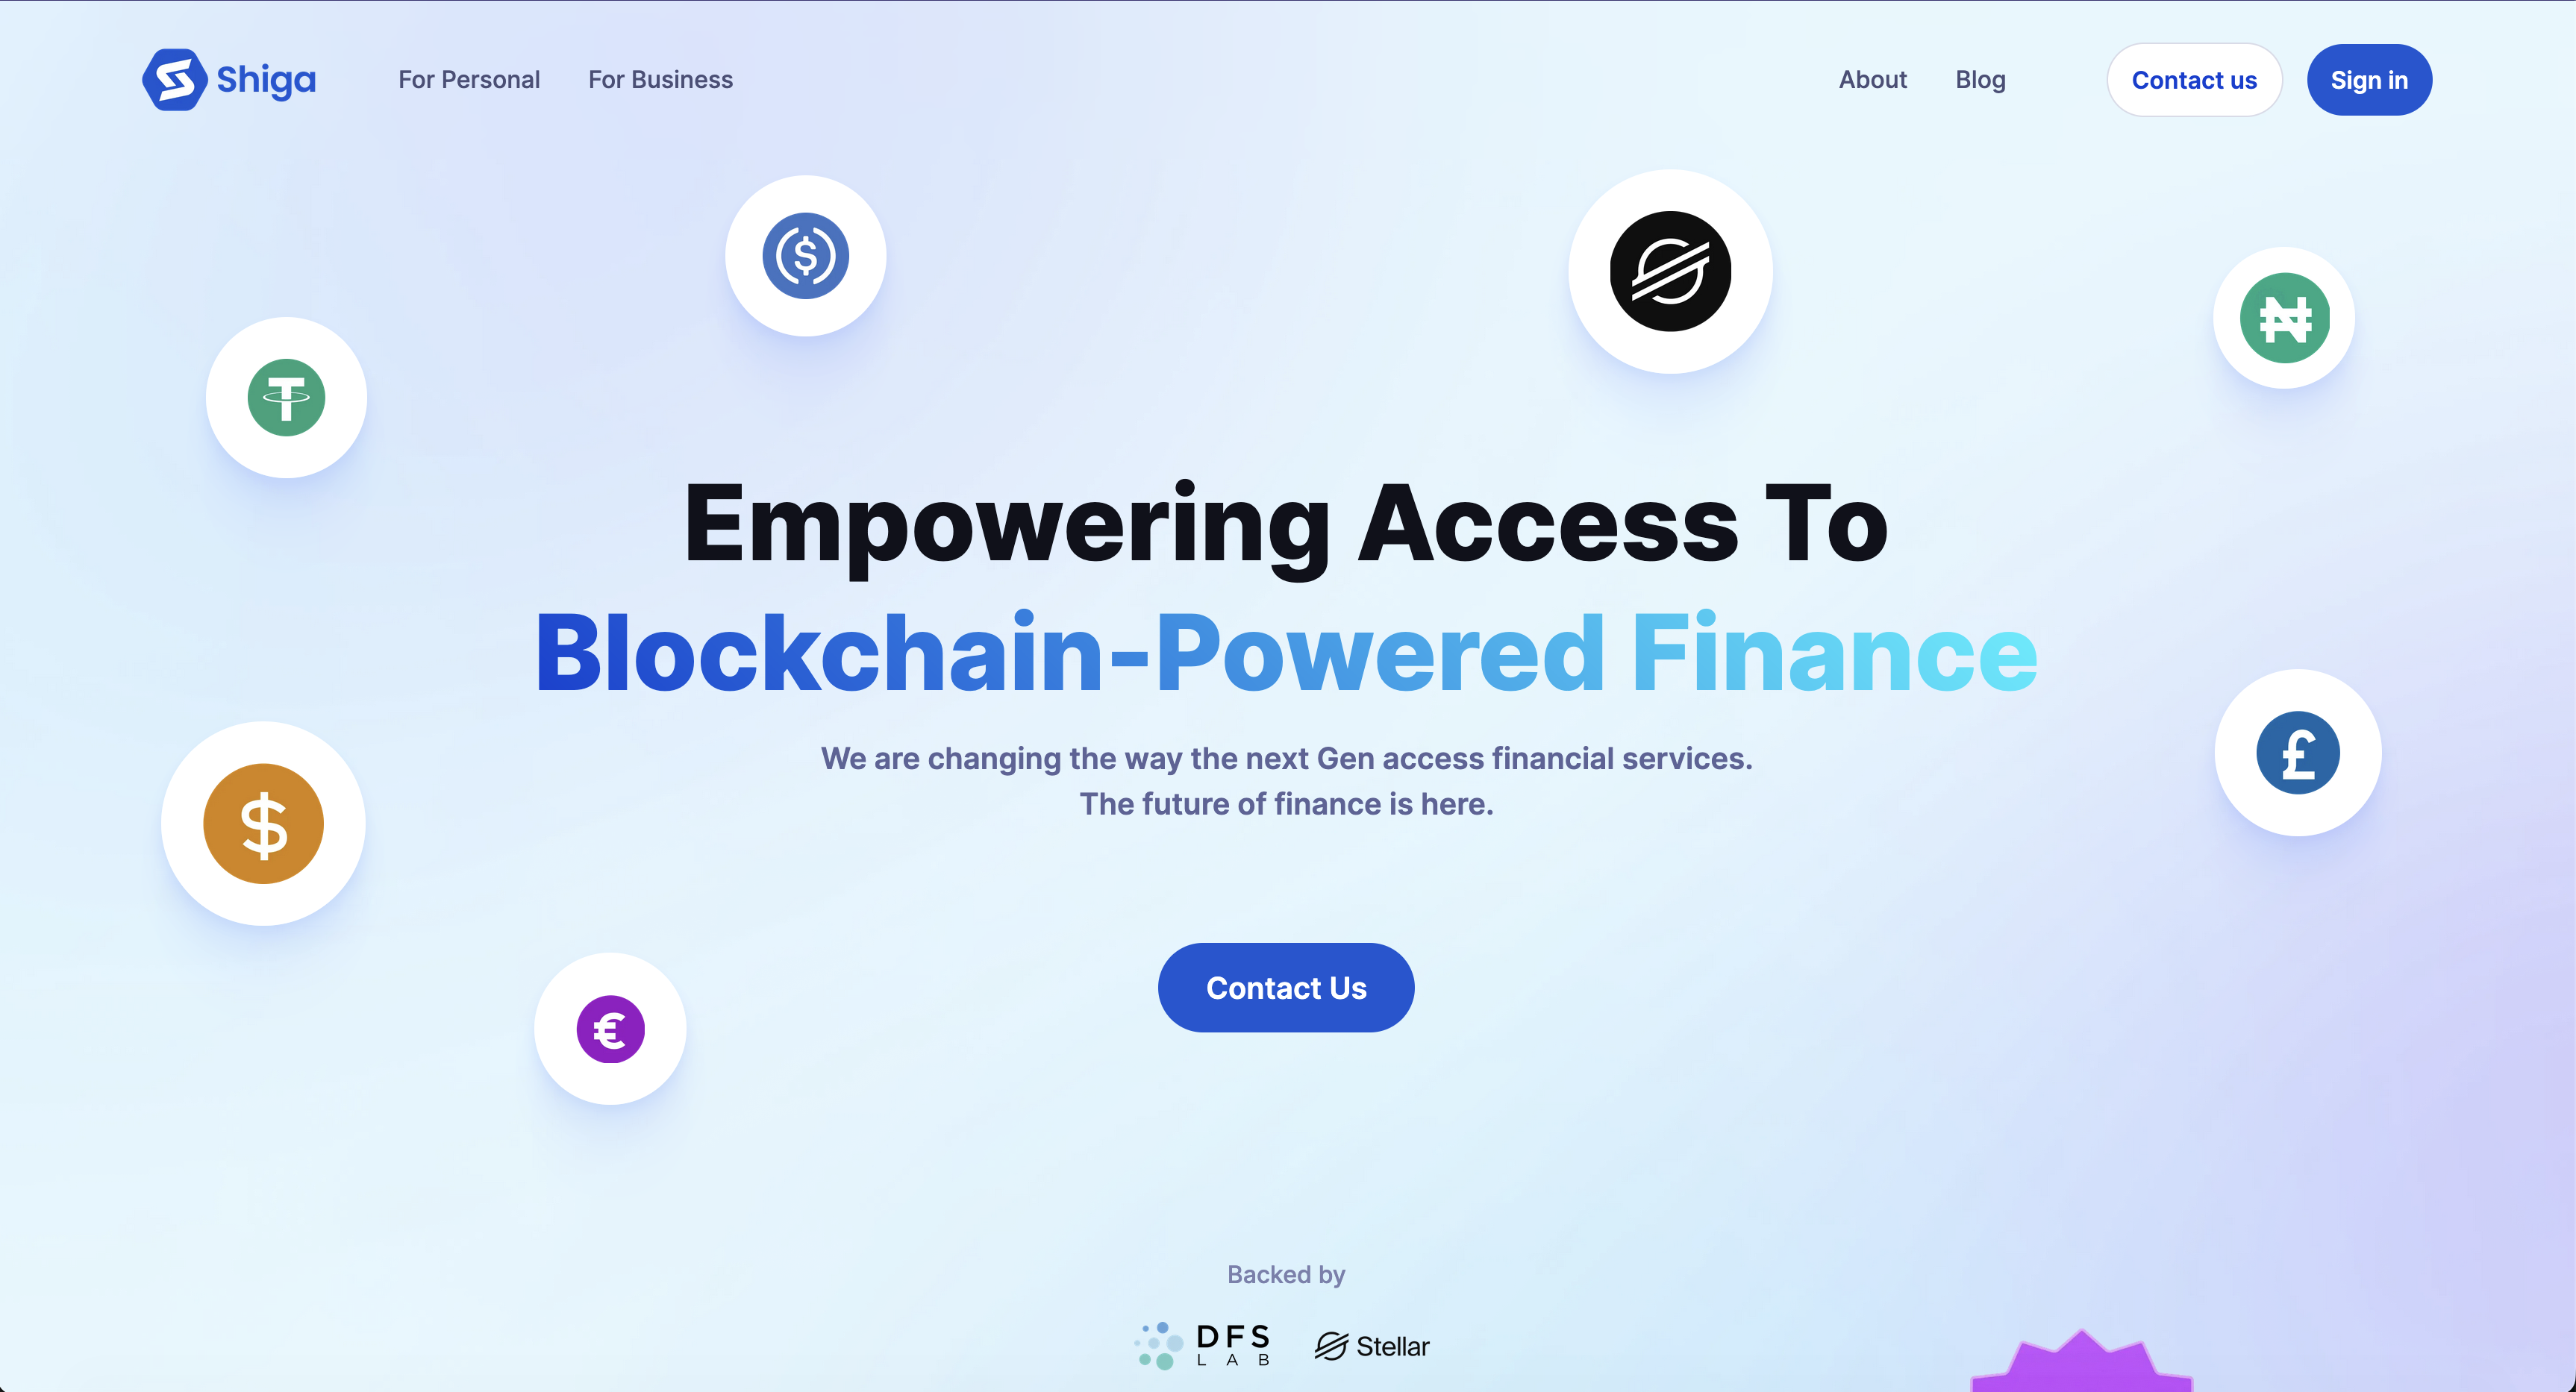 Shiga
For Personal
For Business
About
Blog
Contact us
Sign in
Empowering Access To
Blockchain-Powered Finance
We are changing the way the next Gen access financial services.
The future of finance is here.
Contact Us
Backed by
DFS
LAB
Stellar